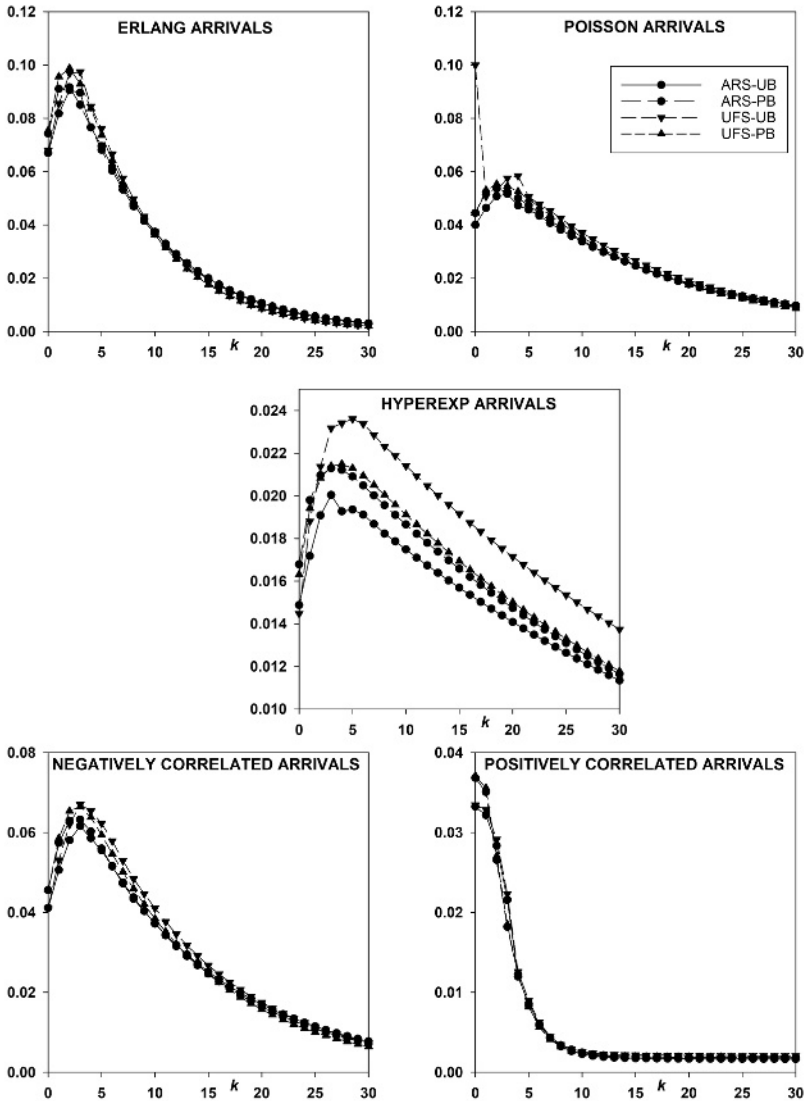 ERLANG ARRIVALS
0.12
0.10
0.08
0.06
0.04
0.02
0.00
0 5 10 15 20 25 30
k
POISSON ARRIVALS
0.12
0.10
0.08
0.06
0.04
0.02
0.00
0 5 10 15 20 25 30
k
ARS-UB
ARS-PB
UFS-UB
UFS-PB
HYPEREXP ARRIVALS
0.024
0.022
0.020
0.018
0.016
0.014
0.012
0.010
0 5 10 15 20 25 30
k
NEGATIVELY CORRELATED ARRIVALS
0.08
0.06
0.04
0.02
0.00
0 5 10 15 20 25 30
k
POSITIVELY CORRELATED ARRIVALS
0.04
0.03
0.02
0.01
0.00
0 5 10 15 20 25 30
k